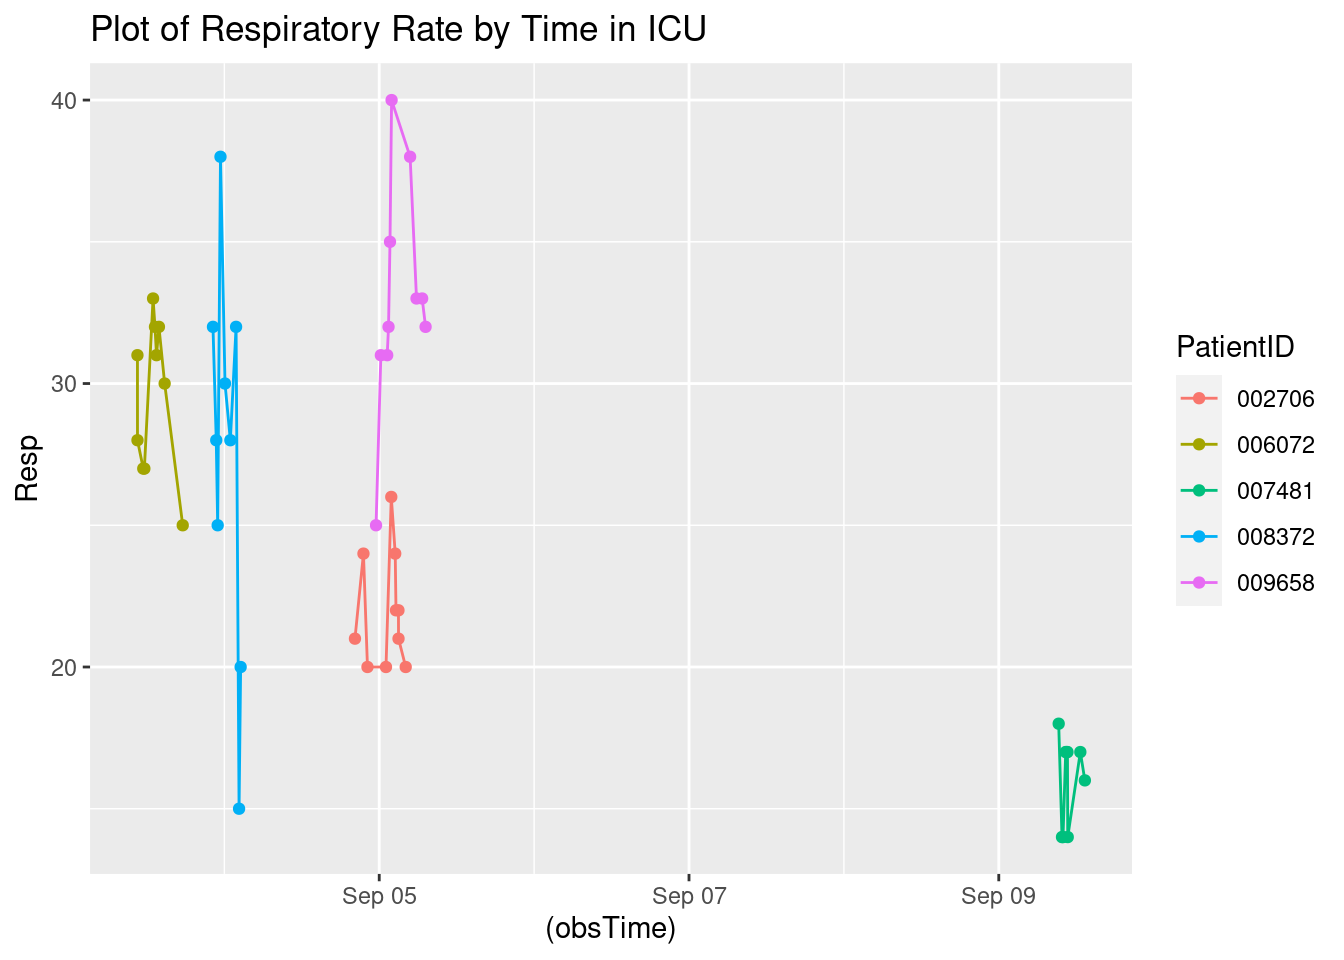 Plot of Respiratory Rate by Time in ICU
40
30
20
Resp
Sep 05
Sep 07
Sep 09
(obsTime)
PatientID
002706
006072
007481
008372
009658